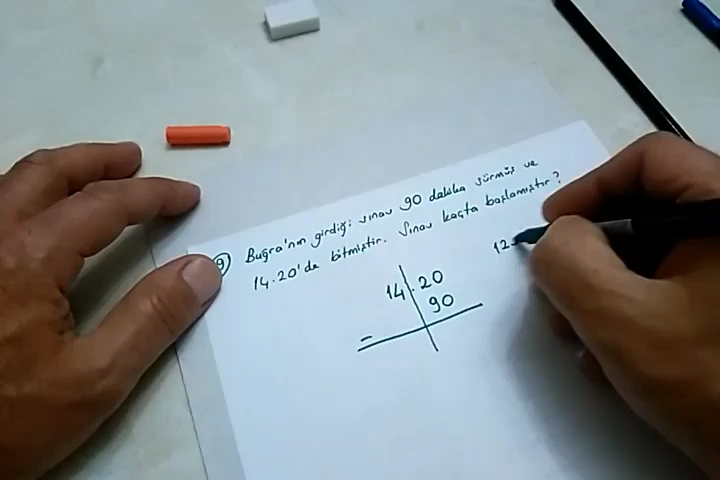 9) Buğra'nın girdiği sınav 90 dakika sürmüş ve
14.20'de bitmiştir. Sınav kaçta başlamıştır?
12
14.20
90
-